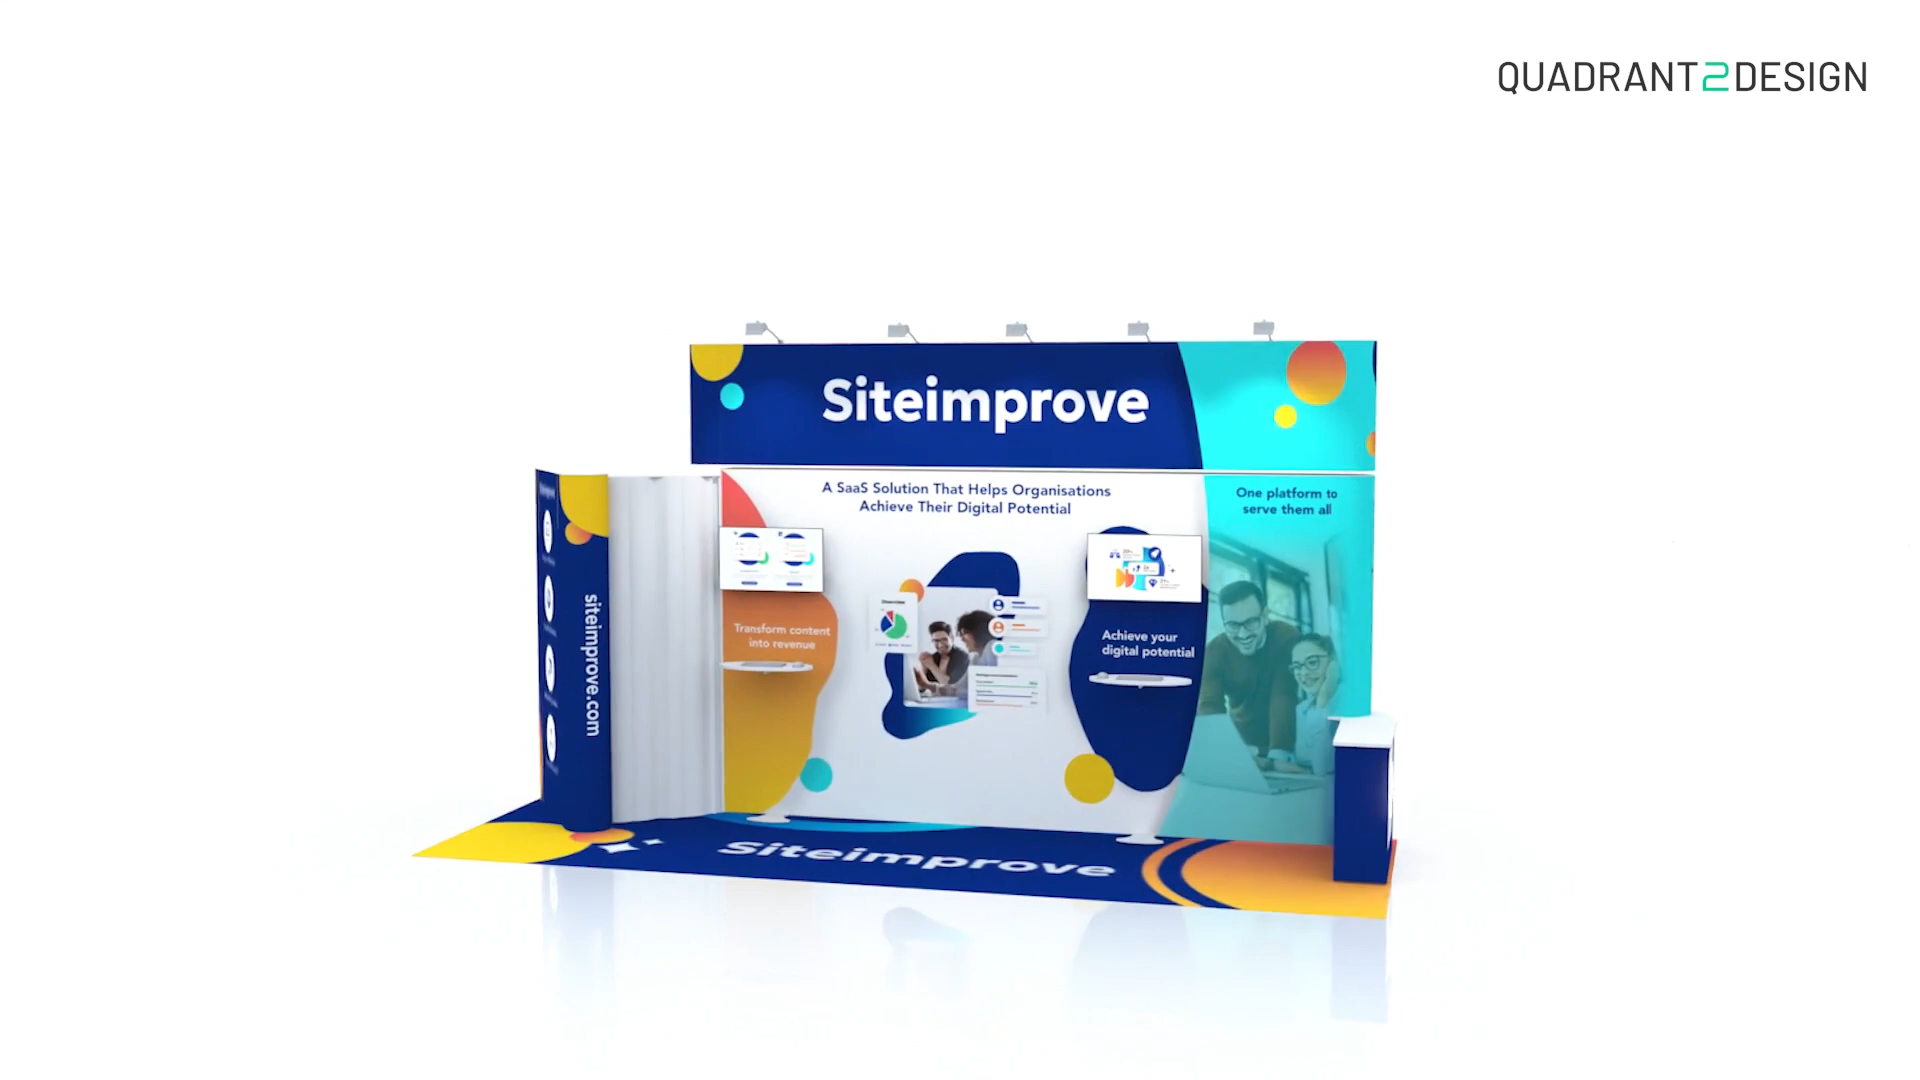 QUADRANT2DESIGN
Siteimprove
A SaaS Solution That Helps Organisations
Achieve Their Digital Potential
One platform to
serve them all
Transform content
into revenue
Achieve your
digital potential
siteimprove.com
Siteimprove